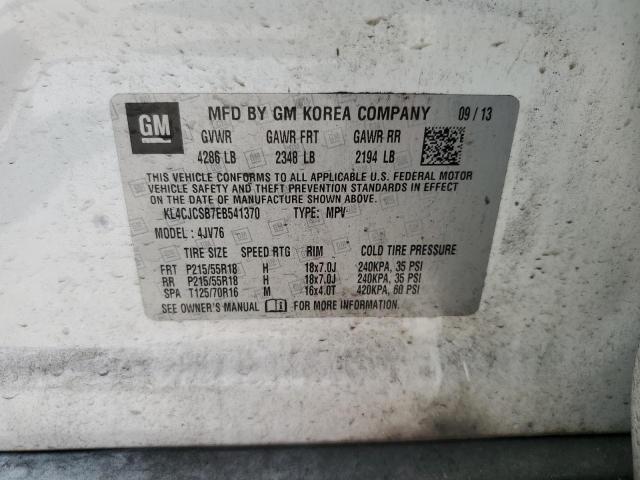 GM
MFD BY GM KOREA COMPANY 09 / 13
GVWR GAWR FRT GAWR RR
4286 LB 2348 LB 2194 LB
THIS VEHICLE CONFORMS TO ALL APPLICABLE U.S. FEDERAL MOTOR
VEHICLE SAFETY AND THEFT PREVENTION STANDARDS IN EFFECT
ON THE DATE OF MANUFACTURE SHOWN ABOVE.
KL4CJCSB7EB541370 TYPE: MPV
MODEL : 4JV76
TIRE SIZE SPEED RTG RIM COLD TIRE PRESSURE
FRT P215/55R18 H 18x7.0J 240KPA, 35 PSI
RR P215/55R18 H 18x7.0J 240KPA, 35 PSI
SPA T125/70R16 M 16x4.0T 420KPA, 60 PSI
SEE OWNER'S MANUAL FOR MORE INFORMATION.